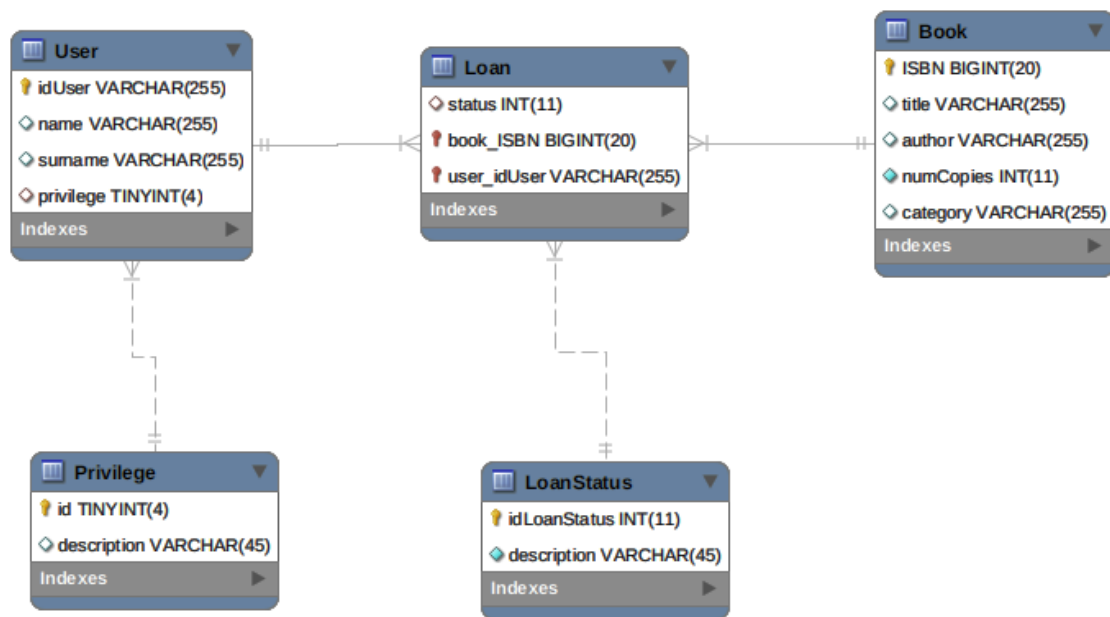 User
idUser VARCHAR(255)
name VARCHAR(255)
surname VARCHAR(255)
privilege TINYINT(4)
Indexes
Loan
status INT(11)
book_ISBN BIGINT(20)
user_idUser VARCHAR(255)
Indexes
Book
ISBN BIGINT(20)
title VARCHAR(255)
author VARCHAR(255)
numCopies INT(11)
category VARCHAR(255)
Indexes
Privilege
id TINYINT(4)
description VARCHAR(45)
Indexes
LoanStatus
idLoanStatus INT(11)
description VARCHAR(45)
Indexes